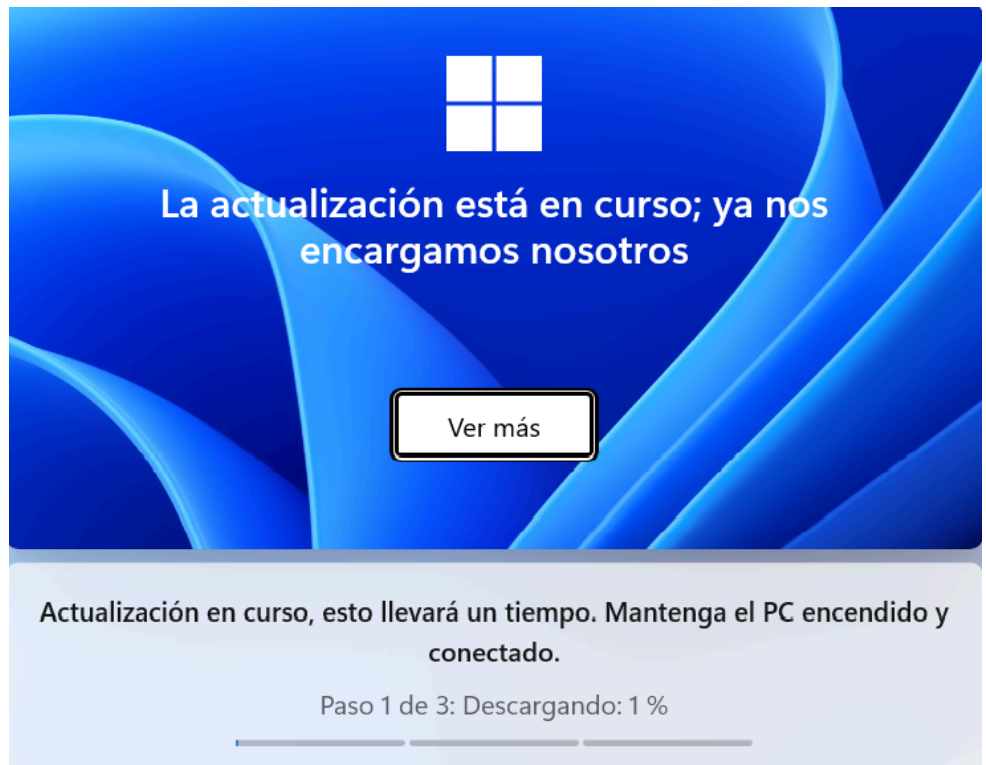 La actualización está en curso; ya nos
encargamos nosotros
Ver más
Actualización en curso, esto llevará un tiempo. Mantenga el PC encendido y
conectado.
Paso 1 de 3: Descargando: 1 %